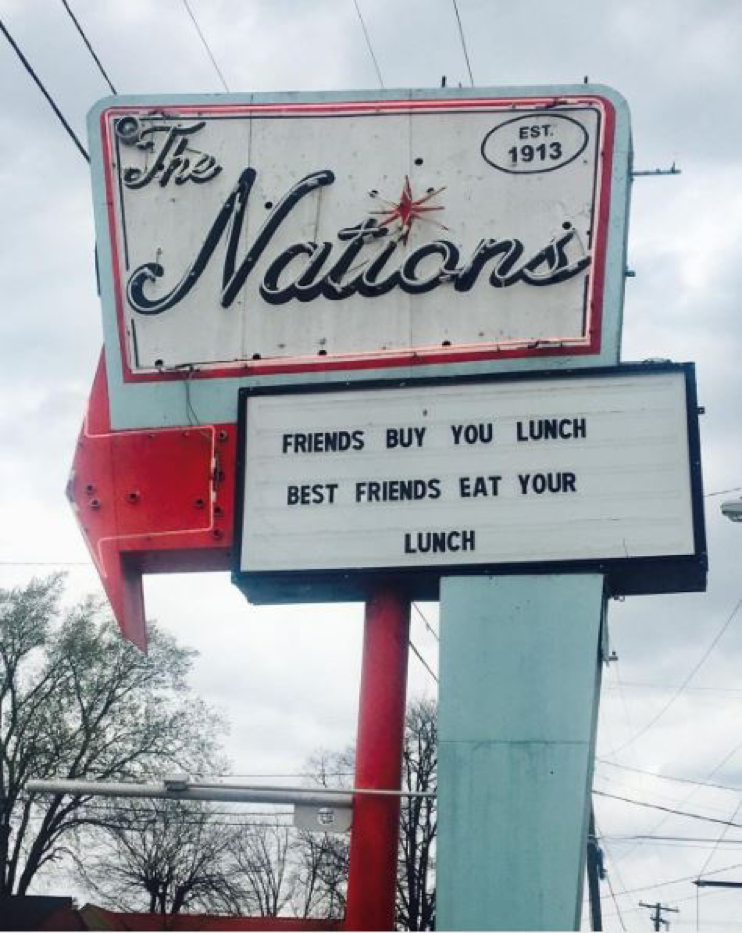 The
Nations
EST.
1913
FRIENDS BUY YOU LUNCH
BEST FRIENDS EAT YOUR
LUNCH